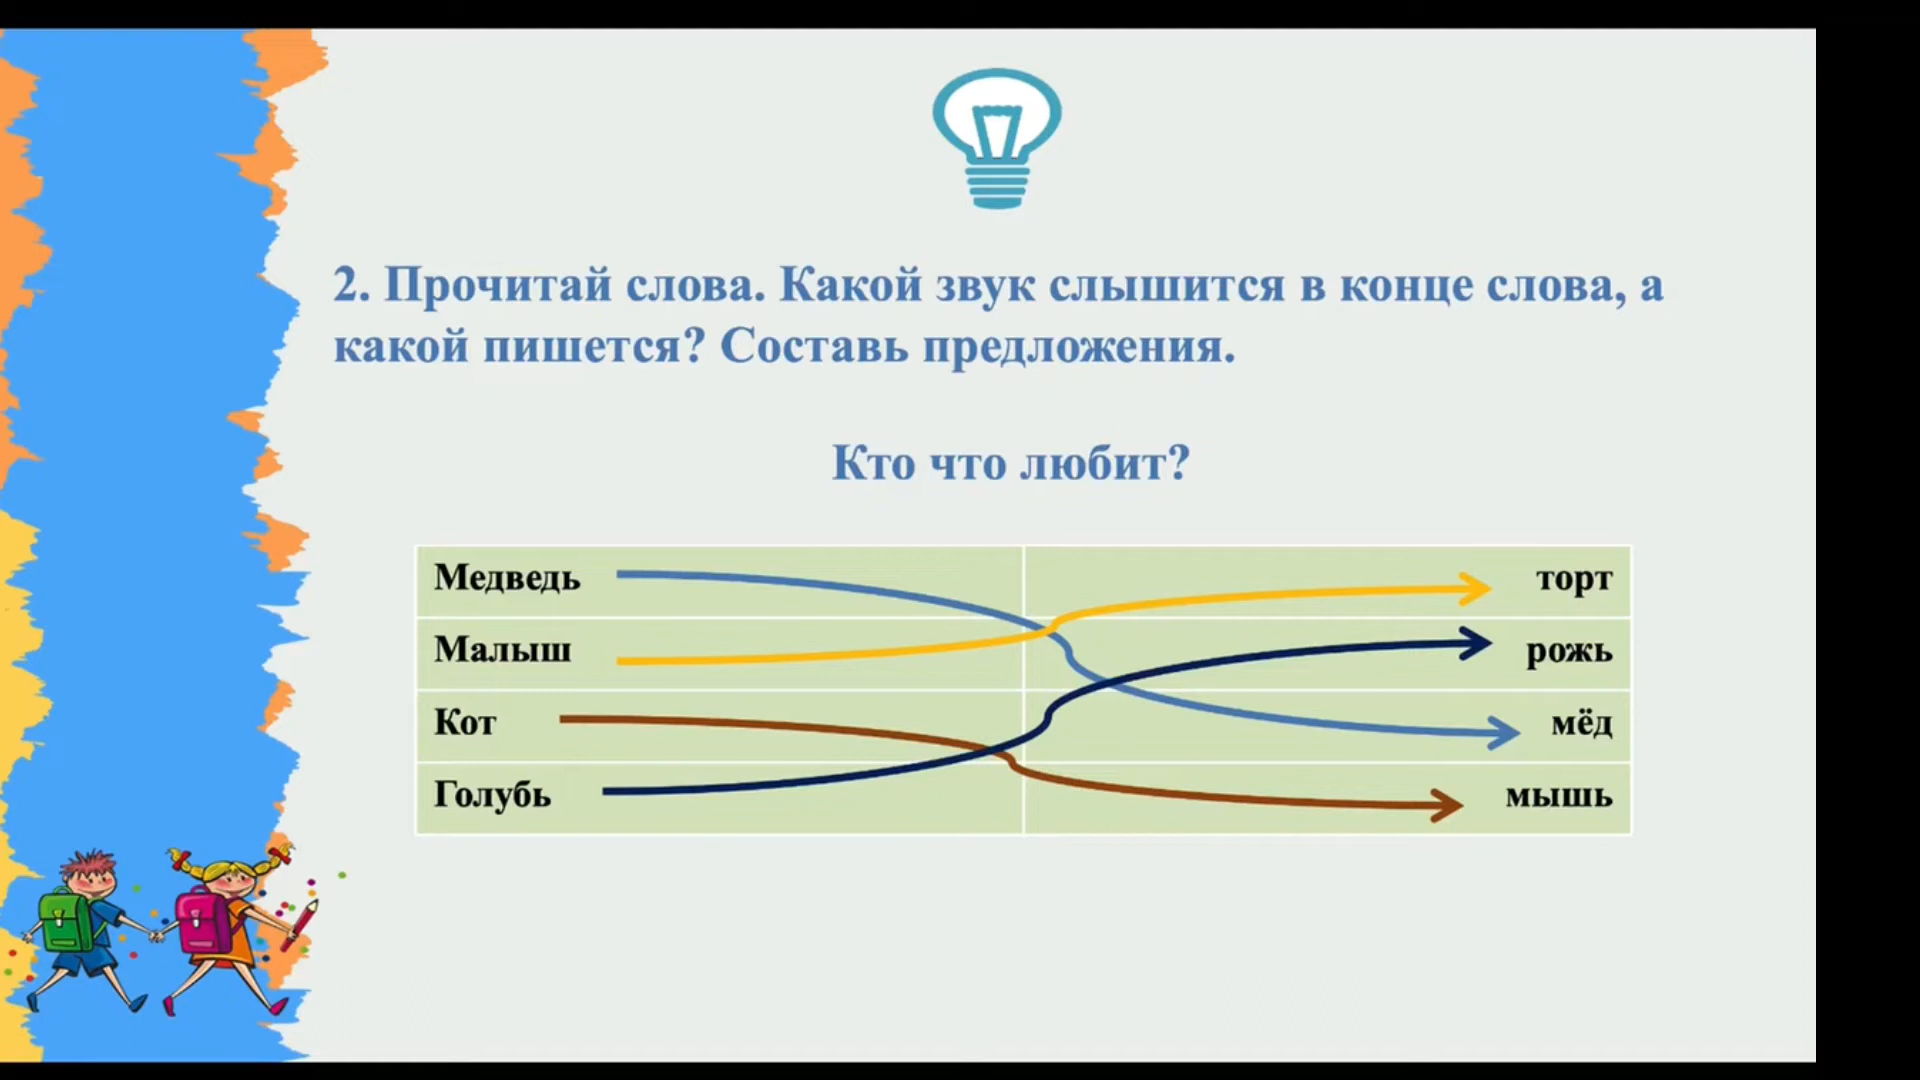 2. Прочитай слова. Какой звук слышится в конце слова, а
какой пишется? Составь предложения.
Кто что любит?
Медведь торт
Малыш рожь
Кот мёд
Голубь мышь